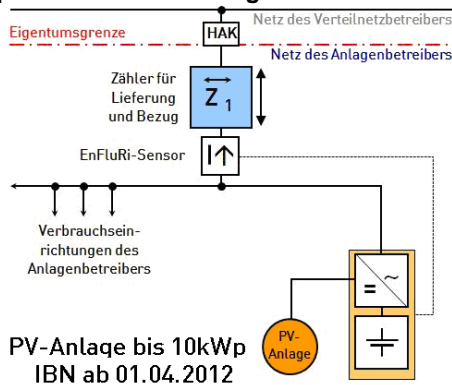 Netz des Verteilnetzbetreibers
Eigentumsgrenze
HAK
Netz des Anlagenbetreibers
Zähler für
Lieferung
und Bezug
Z 1
EnFluRi-Sensor
I
Verbrauchsein-
richtungen des
Anlagenbetreibers
= ~
PV-
Anlage
PV-Anlage bis 10kWp
IBN ab 01.04.2012